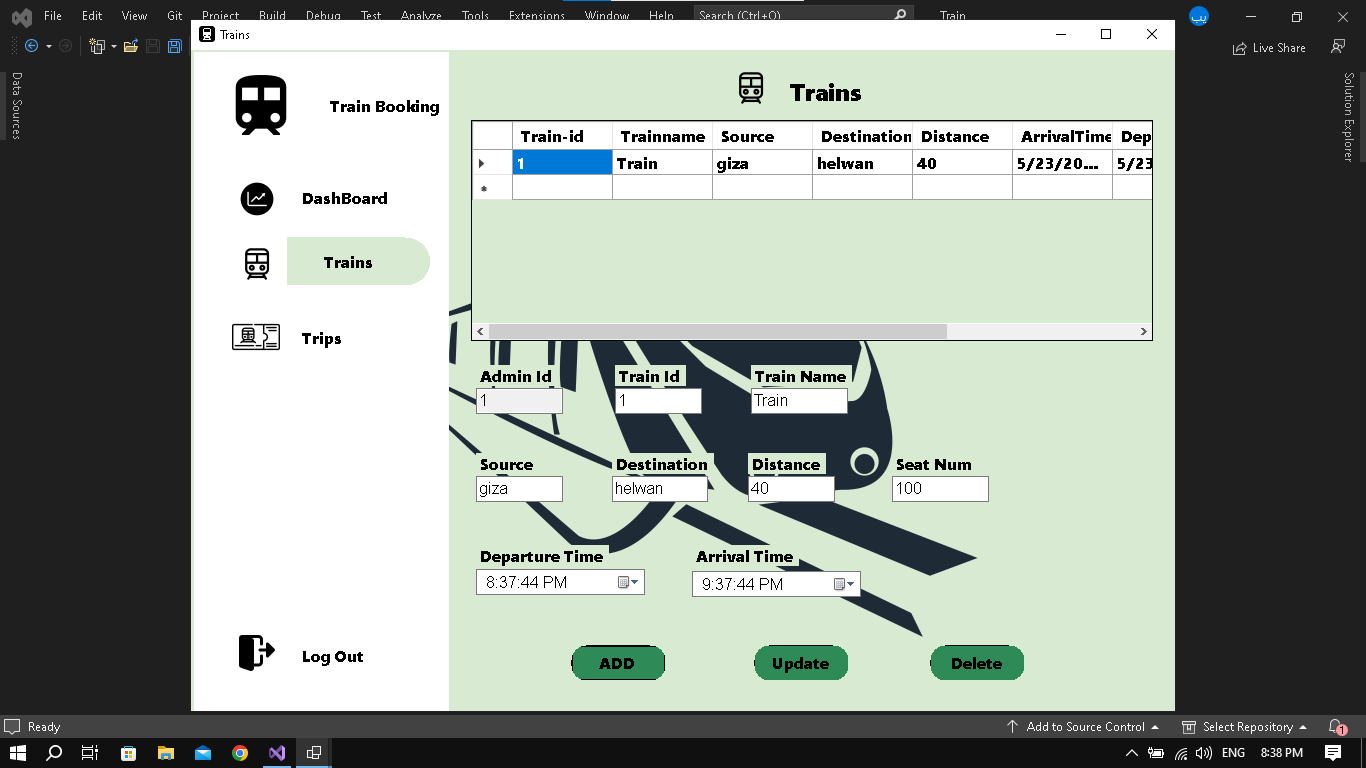 File Edit View Git Project Build Debug Test Analyze Tools Extensions Window Help Search (Ctrl+Q) Train يب
Live Share
Data Sources
Solution Explorer
Trains
Train Booking
DashBoard
Trains
Trips
Log Out
Trains
Train-id Trainname Source Destination Distance ArrivalTime Dep
1 Train giza helwan 40 5/23/20... 5/23
Admin Id Train Id Train Name
1 1 Train
Source Destination Distance Seat Num
giza helwan 40 100
Departure Time Arrival Time
8:37:44 PM 9:37:44 PM
ADD Update Delete
Ready Add to Source Control Select Repository 1
ENG 8:38 PM